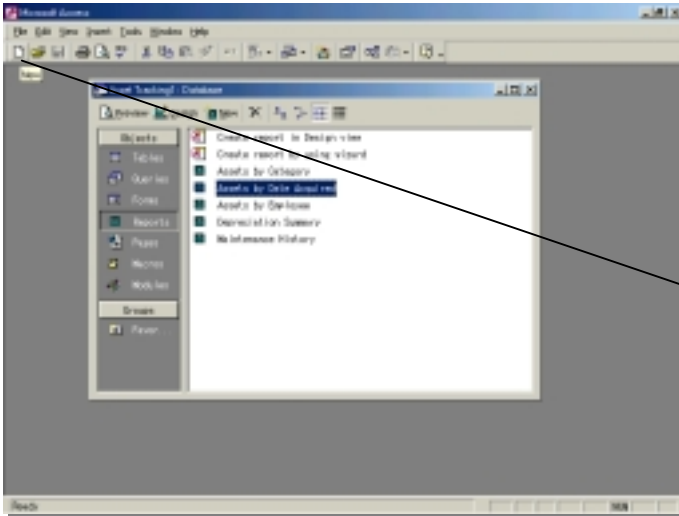 Microsoft Access
File Edit View Insert Tools Window Help
New
Asset Tracking1 : Database
Preview Design New
Objects
Tables
Queries
Forms
Reports
Pages
Macros
Modules
Groups
Favor...
Create report in Design view
Create report by using wizard
Assets by Category
Assets by Date Acquired
Assets by Employee
Depreciation Summary
Maintenance History
Ready
NUM